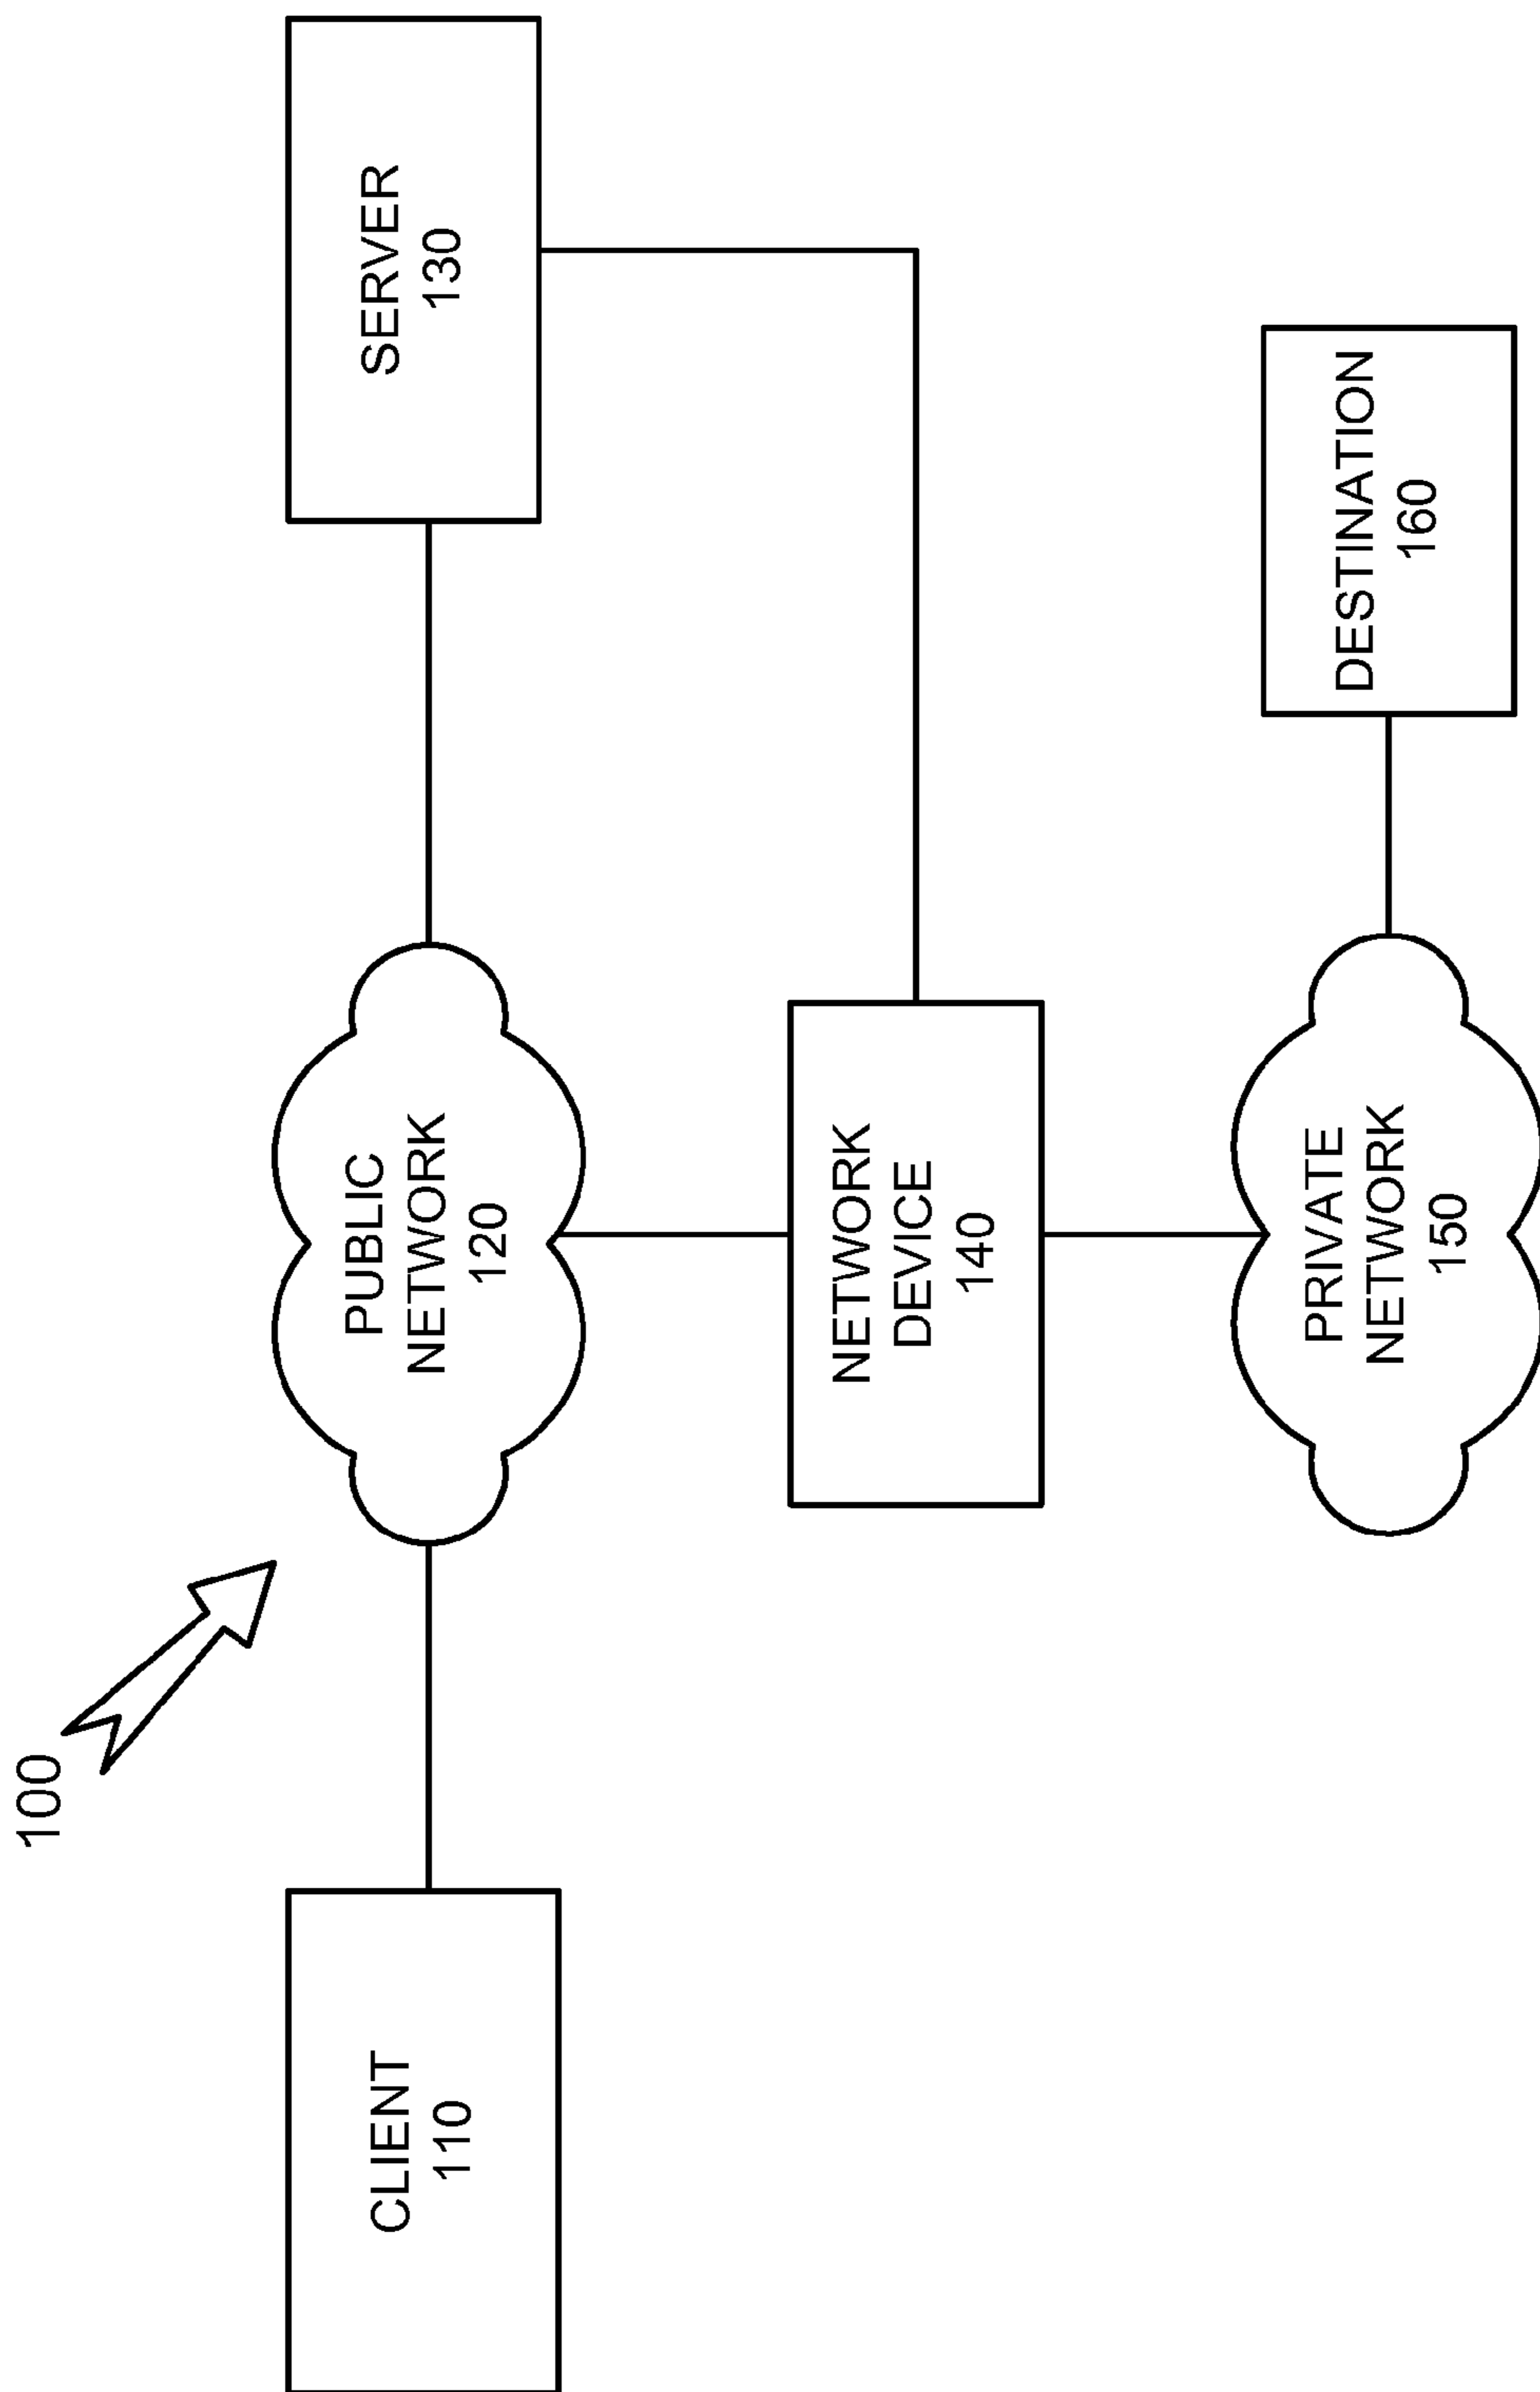 100
CLIENT
110
PUBLIC
NETWORK
120
SERVER
130
NETWORK
DEVICE
140
PRIVATE
NETWORK
150
DESTINATION
160